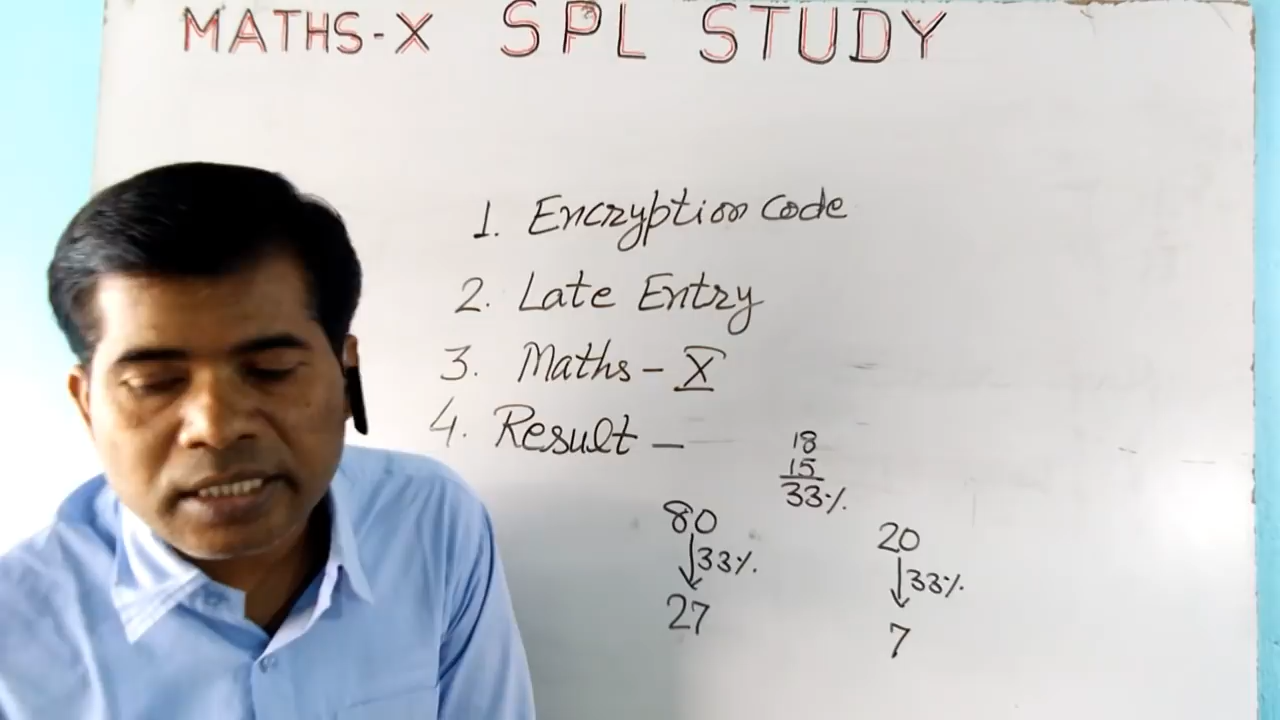 MATHS-X SPL STUDY
1. Encryption Code
2. Late Entry
3. Maths - X
4. Result -
18
15
33%
80
33%
27
20
33%
7